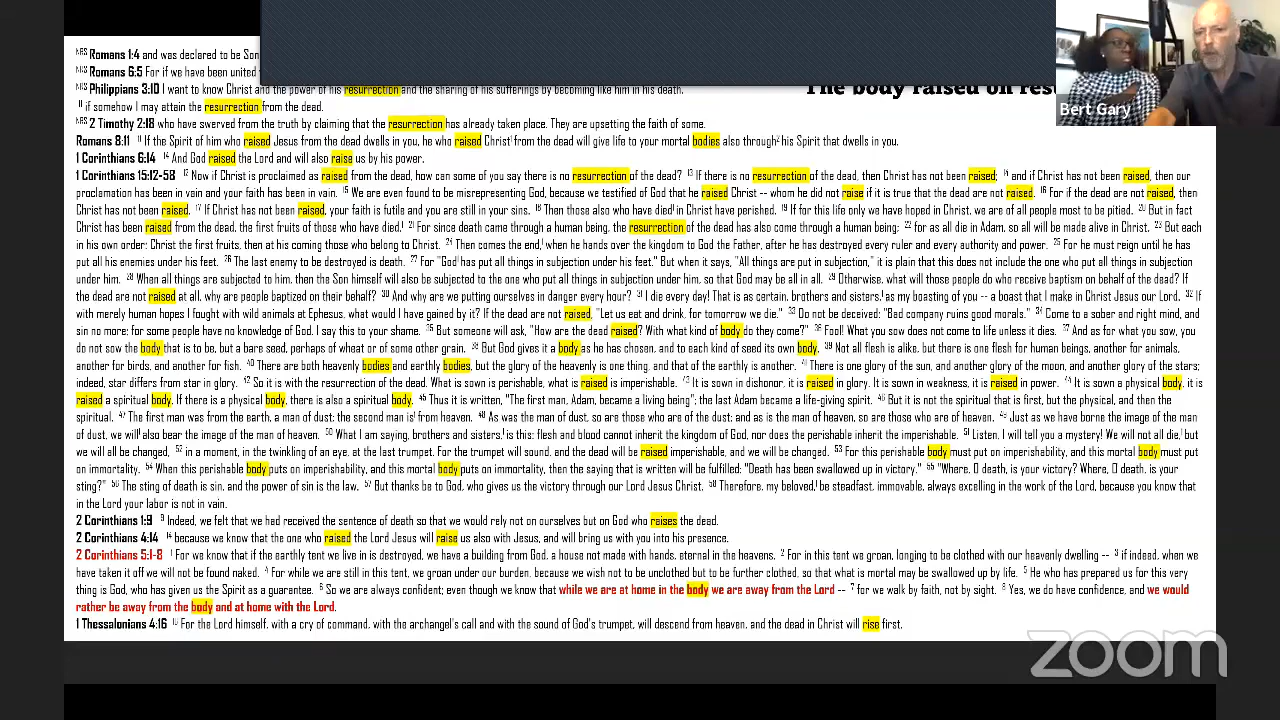 NRS Romans 1:4 and was declared to be Son
NRS Romans 6:5 For if we have been united
NRS Philippians 3:10 I want to know Christ and the power of his resurrection and the sharing of his sufferings by becoming like him in his death,
The body raised on res
Bert Gary
11 if somehow I may attain the resurrection from the dead.
NRS 2 Timothy 2:18 who have swerved from the truth by claiming that the resurrection has already taken place. They are upsetting the faith of some.
Romans 8:11 11 If the Spirit of him who raised Jesus from the dead dwells in you, he who raised Christ from the dead will give life to your mortal bodies also through his Spirit that dwells in you.
1 Corinthians 6:14 14 And God raised the Lord and will also raise us by his power.
1 Corinthians 15:12-58 12 Now if Christ is proclaimed as raised from the dead, how can some of you say there is no resurrection of the dead? 13 If there is no resurrection of the dead, then Christ has not been raised; 14 and if Christ has not been raised, then our
proclamation has been in vain and your faith has been in vain. 15 We are even found to be misrepresenting God, because we testified of God that he raised Christ -- whom he did not raise if it is true that the dead are not raised. 16 For if the dead are not raised, then
Christ has not been raised. 17 If Christ has not been raised, your faith is futile and you are still in your sins. 18 Then those also who have died in Christ have perished. 19 If for this life only we have hoped in Christ, we are of all people most to be pitied. 20 But in fact
Christ has been raised from the dead, the first fruits of those who have died. 21 For since death came through a human being, the resurrection of the dead has also come through a human being; 22 for as all die in Adam, so all will be made alive in Christ. 23 But each
in his own order: Christ the first fruits, then at his coming those who belong to Christ. 24 Then comes the end, when he hands over the kingdom to God the Father, after he has destroyed every ruler and every authority and power. 25 For he must reign until he has
put all his enemies under his feet. 26 The last enemy to be destroyed is death. 27 For "God has put all things in subjection under his feet." But when it says, "All things are put in subjection," it is plain that this does not include the one who put all things in subjection
under him. 28 When all things are subjected to him, then the Son himself will also be subjected to the one who put all things in subjection under him, so that God may be all in all. 29 Otherwise, what will those people do who receive baptism on behalf of the dead? If
the dead are not raised at all, why are people baptized on their behalf? 30 And why are we putting ourselves in danger every hour? 31 I die every day! That is as certain, brothers and sisters, as my boasting of you -- a boast that I make in Christ Jesus our Lord. 32 If
with merely human hopes I fought with wild animals at Ephesus, what would I have gained by it? If the dead are not raised, "Let us eat and drink, for tomorrow we die." 33 Do not be deceived: "Bad company ruins good morals." 34 Come to a sober and right mind, and
sin no more; for some people have no knowledge of God. I say this to your shame. 35 But someone will ask, "How are the dead raised? With what kind of body do they come?" 36 Fool! What you sow does not come to life unless it dies. 37 And as for what you sow, you
do not sow the body that is to be, but a bare seed, perhaps of wheat or of some other grain. 38 But God gives it a body as he has chosen, and to each kind of seed its own body. 39 Not all flesh is alike, but there is one flesh for human beings, another for animals,
another for birds, and another for fish. 40 There are both heavenly bodies and earthly bodies, but the glory of the heavenly is one thing, and that of the earthly is another. 41 There is one glory of the sun, and another glory of the moon, and another glory of the stars;
indeed, star differs from star in glory. 42 So it is with the resurrection of the dead. What is sown is perishable, what is raised is imperishable. 43 It is sown in dishonor, it is raised in glory. It is sown in weakness, it is raised in power. 44 It is sown a physical body, it is
raised a spiritual body. If there is a physical body, there is also a spiritual body. 45 Thus it is written, "The first man, Adam, became a living being"; the last Adam became a life-giving spirit. 46 But it is not the spiritual that is first, but the physical, and then the
spiritual. 47 The first man was from the earth, a man of dust; the second man is from heaven. 48 As was the man of dust, so are those who are of the dust; and as is the man of heaven, so are those who are of heaven. 49 Just as we have borne the image of the man
of dust, we will also bear the image of the man of heaven. 50 What I am saying, brothers and sisters, is this: flesh and blood cannot inherit the kingdom of God, nor does the perishable inherit the imperishable. 51 Listen, I will tell you a mystery! We will not all die, but
we will all be changed, 52 in a moment, in the twinkling of an eye, at the last trumpet. For the trumpet will sound, and the dead will be raised imperishable, and we will be changed. 53 For this perishable body must put on imperishability, and this mortal body must put
on immortality. 54 When this perishable body puts on imperishability, and this mortal body puts on immortality, then the saying that is written will be fulfilled: "Death has been swallowed up in victory." 55 "Where, O death, is your victory? Where, O death, is your
sting?" 56 The sting of death is sin, and the power of sin is the law. 57 But thanks be to God, who gives us the victory through our Lord Jesus Christ. 58 Therefore, my beloved, be steadfast, immovable, always excelling in the work of the Lord, because you know that
in the Lord your labor is not in vain.
2 Corinthians 1:9 9 Indeed, we felt that we had received the sentence of death so that we would rely not on ourselves but on God who raises the dead.
2 Corinthians 4:14 14 because we know that the one who raised the Lord Jesus will raise us also with Jesus, and will bring us with you into his presence.
2 Corinthians 5:1-8 1 For we know that if the earthly tent we live in is destroyed, we have a building from God, a house not made with hands, eternal in the heavens. 2 For in this tent we groan, longing to be clothed with our heavenly dwelling -- 3 if indeed, when we
have taken it off we will not be found naked. 4 For while we are still in this tent, we groan under our burden, because we wish not to be unclothed but to be further clothed, so that what is mortal may be swallowed up by life. 5 He who has prepared us for this very
thing is God, who has given us the Spirit as a guarantee. 6 So we are always confident; even though we know that while we are at home in the body we are away from the Lord -- 7 for we walk by faith, not by sight. 8 Yes, we do have confidence, and we would
rather be away from the body and at home with the Lord.
1 Thessalonians 4:16 16 For the Lord himself, with a cry of command, with the archangel's call and with the sound of God's trumpet, will descend from heaven, and the dead in Christ will rise first.
zoom